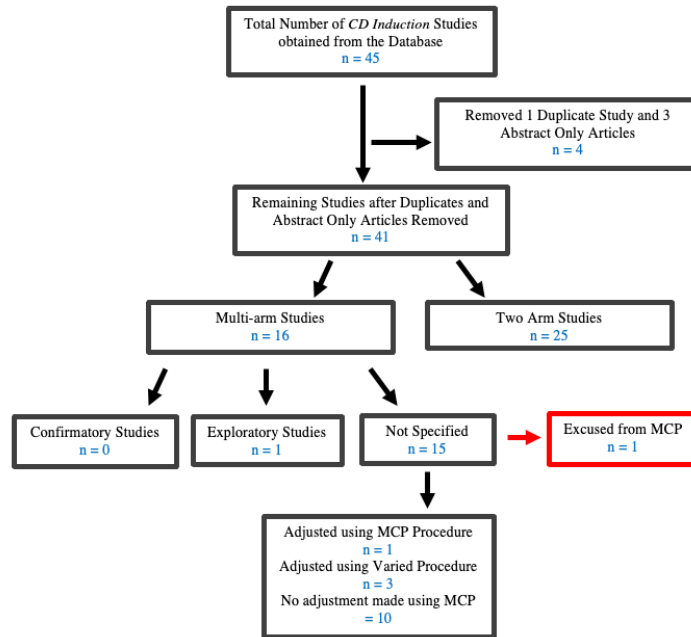 Total Number of CD Induction Studies
obtained from the Database
n = 45
Removed 1 Duplicate Study and 3
Abstract Only Articles
n = 4
Remaining Studies after Duplicates and
Abstract Only Articles Removed
n = 41
Multi-arm Studies
n = 16
Two Arm Studies
n = 25
Confirmatory Studies
n = 0
Exploratory Studies
n = 1
Not Specified
n = 15
Excused from MCP
n = 1
Adjusted using MCP Procedure
n = 1
Adjusted using Varied Procedure
n = 3
No adjustment made using MCP
= 10